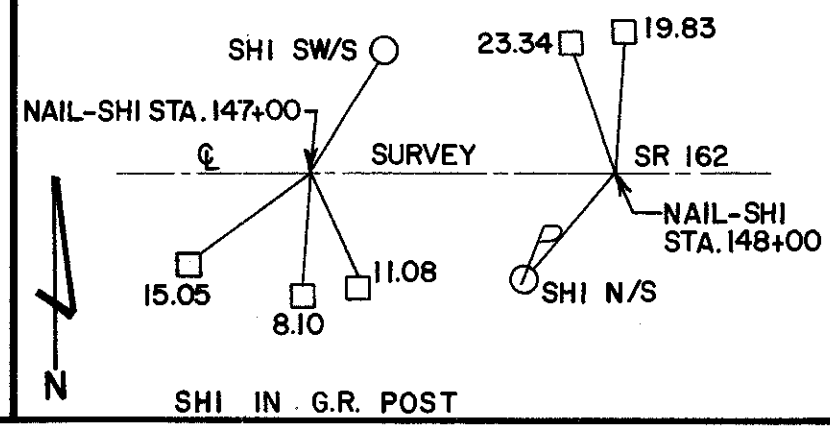 SHI SW/S
23.34
19.83
NAIL-SHI STA. 147+00
℄ SURVEY SR 162
NAIL-SHI
STA. 148+00
15.05
8.10
11.08
SHI N/S
N
SHI IN G.R. POST